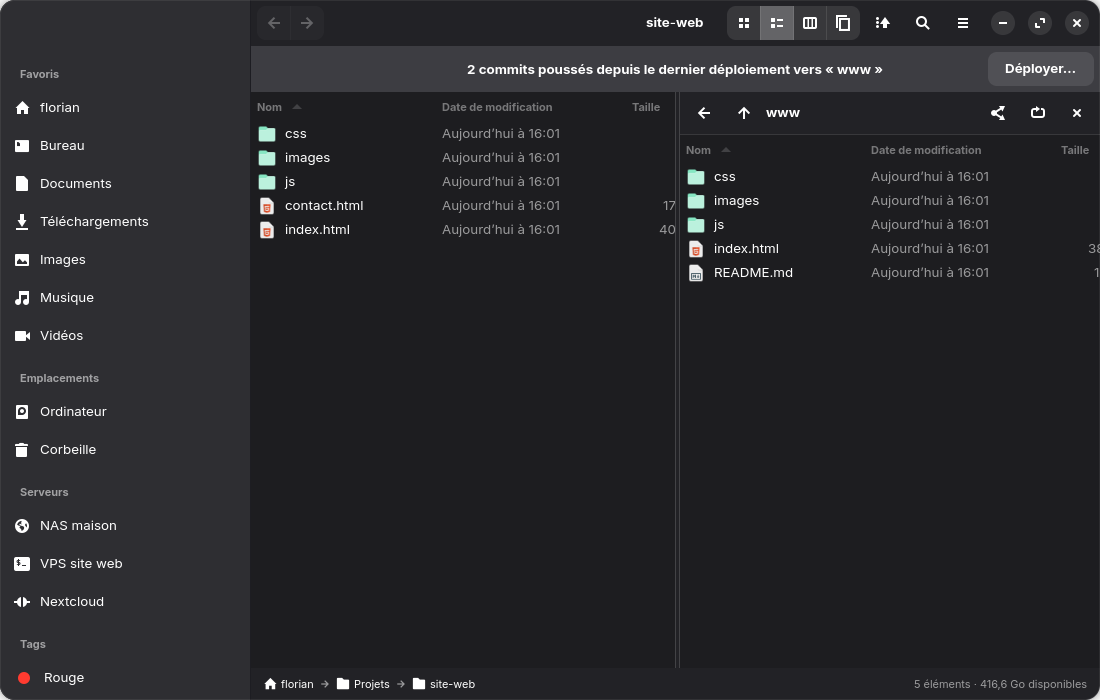 site-web
2 commits poussés depuis le dernier déploiement vers « www »
Déployer…
Favoris
florian
Bureau
Documents
Téléchargements
Images
Musique
Vidéos
Emplacements
Ordinateur
Corbeille
Serveurs
NAS maison
VPS site web
Nextcloud
Tags
Rouge
Nom Date de modification Taille
css Aujourd’hui à 16:01
images Aujourd’hui à 16:01
js Aujourd’hui à 16:01
contact.html Aujourd’hui à 16:01 17
index.html Aujourd’hui à 16:01 40
www
Nom Date de modification Taille
css Aujourd’hui à 16:01
images Aujourd’hui à 16:01
js Aujourd’hui à 16:01
index.html Aujourd’hui à 16:01 38
README.md Aujourd’hui à 16:01 1
florian → Projets → site-web
5 éléments · 416,6 Go disponibles